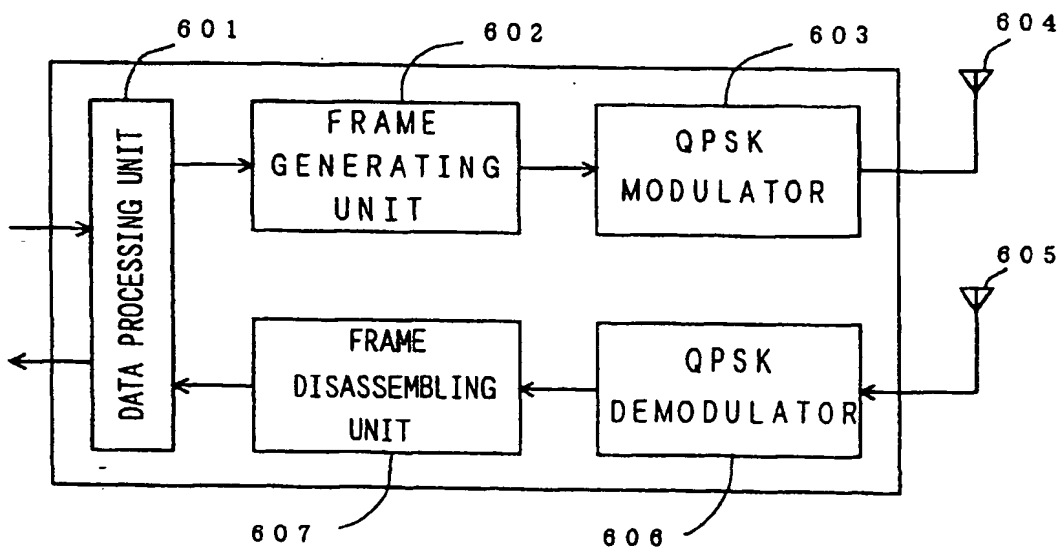 601
602
603
604
DATA PROCESSING UNIT
FRAME
GENERATING
UNIT
QPSK
MODULATOR
605
FRAME
DISASSEMBLING
UNIT
QPSK
DEMODULATOR
607
606